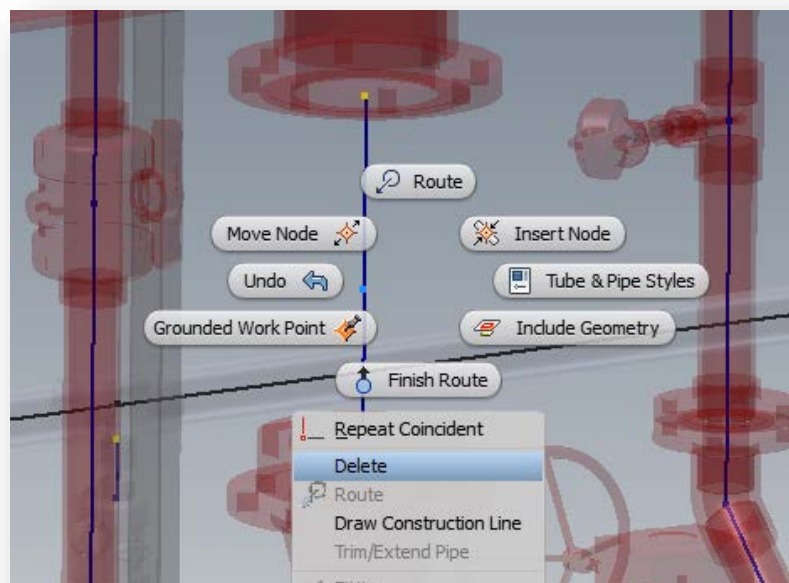 Route
Move Node
Insert Node
Undo
Tube & Pipe Styles
Grounded Work Point
Include Geometry
Finish Route
Repeat Coincident
Delete
Route
Draw Construction Line
Trim/Extend Pipe